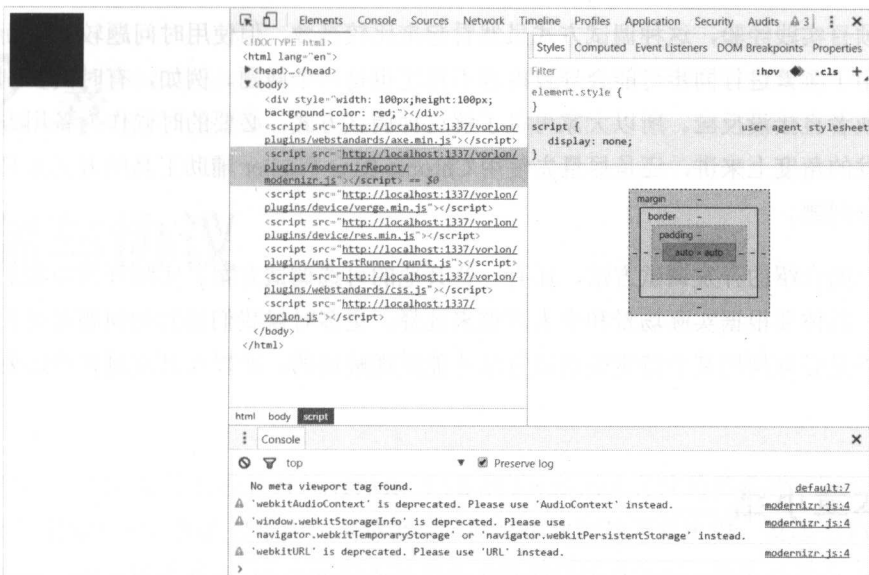 Elements Console Sources Network Timeline Profiles Application Security Audits 3
<!DOCTYPE html>
<html lang="en">
<head>…</head>
<body>
<div style="width: 100px;height:100px;
background-color: red;"></div>
<script src="http://localhost:1337/vorlon/
plugins/webstandards/axe.min.js"></script>
<script src="http://localhost:1337/vorlon/
plugins/modernizrReport/
modernizr.js"></script> == $0
<script src="http://localhost:1337/vorlon/
plugins/device/verge.min.js"></script>
<script src="http://localhost:1337/vorlon/
plugins/device/res.min.js"></script>
<script src="http://localhost:1337/vorlon/
plugins/unitTestRunner/qunit.js"></script>
<script src="http://localhost:1337/vorlon/
plugins/webstandards/css.js"></script>
<script src="http://localhost:1337/
vorlon.js"></script>
</body>
</html>
html body script
Styles Computed Event Listeners DOM Breakpoints Properties
Filter :hov .cls +
element.style {
}
script { user agent stylesheet
display: none;
}
margin -
border -
padding -
- - - auto × auto - - -
-
-
-
Console
top Preserve log
No meta viewport tag found. default:7
'webkitAudioContext' is deprecated. Please use 'AudioContext' instead. modernizr.js:4
'window.webkitStorageInfo' is deprecated. Please use modernizr.js:4
'navigator.webkitTemporaryStorage' or 'navigator.webkitPersistentStorage' instead.
'webkitURL' is deprecated. Please use 'URL' instead. modernizr.js:4
>